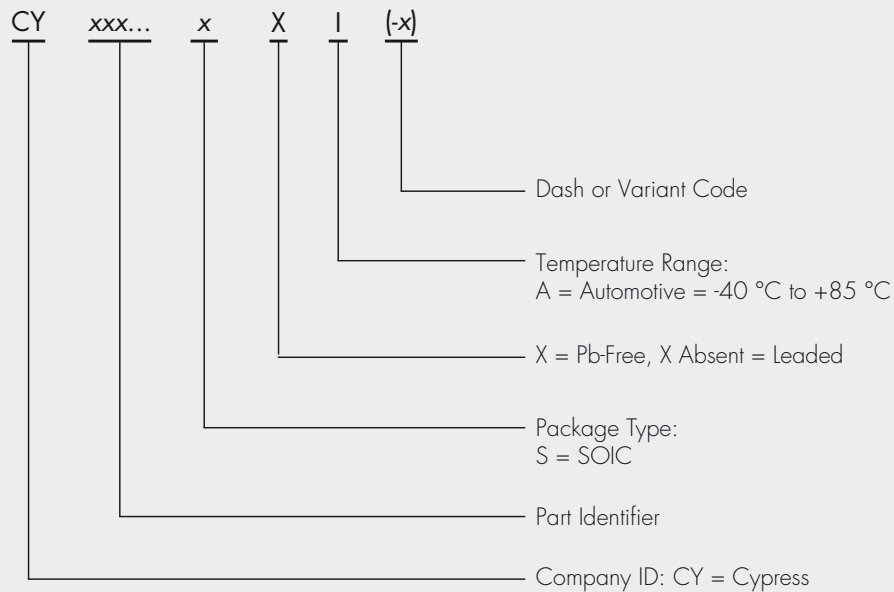 CY xxx... x X I (-x)
Dash or Variant Code
Temperature Range:
A = Automotive = -40 °C to +85 °C
X = Pb-Free, X Absent = Leaded
Package Type:
S = SOIC
Part Identifier
Company ID: CY = Cypress